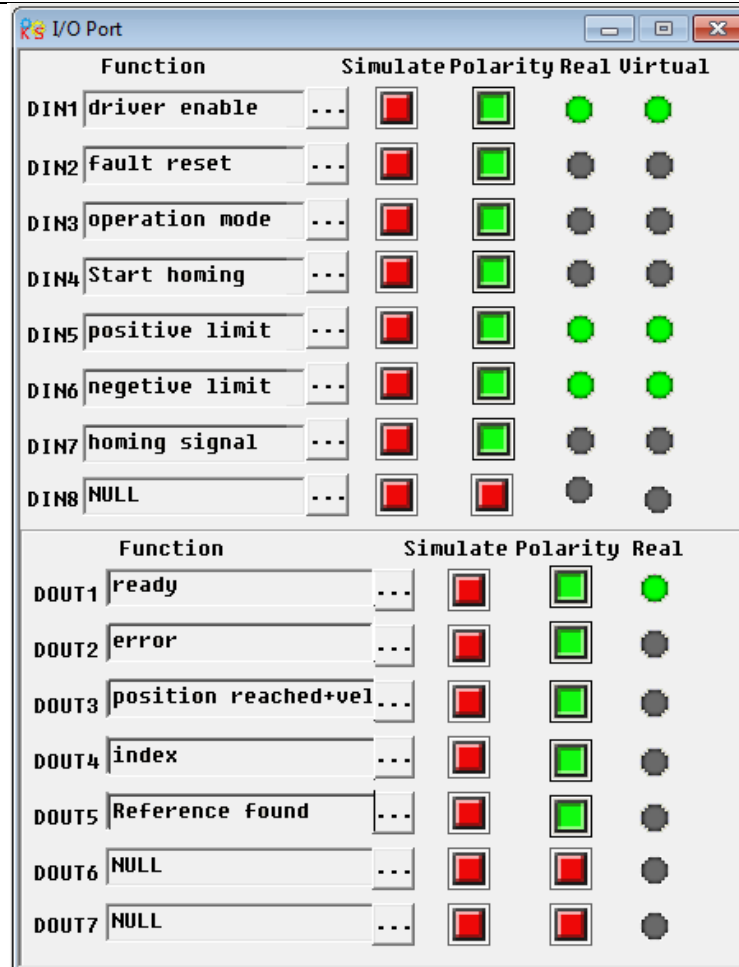 I/O Port
Function Simulate Polarity Real Virtual
DIN1 driver enable ...
DIN2 fault reset ...
DIN3 operation mode ...
DIN4 Start homing ...
DIN5 positive limit ...
DIN6 negetive limit ...
DIN7 homing signal ...
DIN8 NULL ...
Function Simulate Polarity Real
DOUT1 ready ...
DOUT2 error ...
DOUT3 position reached+vel ...
DOUT4 index ...
DOUT5 Reference found ...
DOUT6 NULL ...
DOUT7 NULL ...